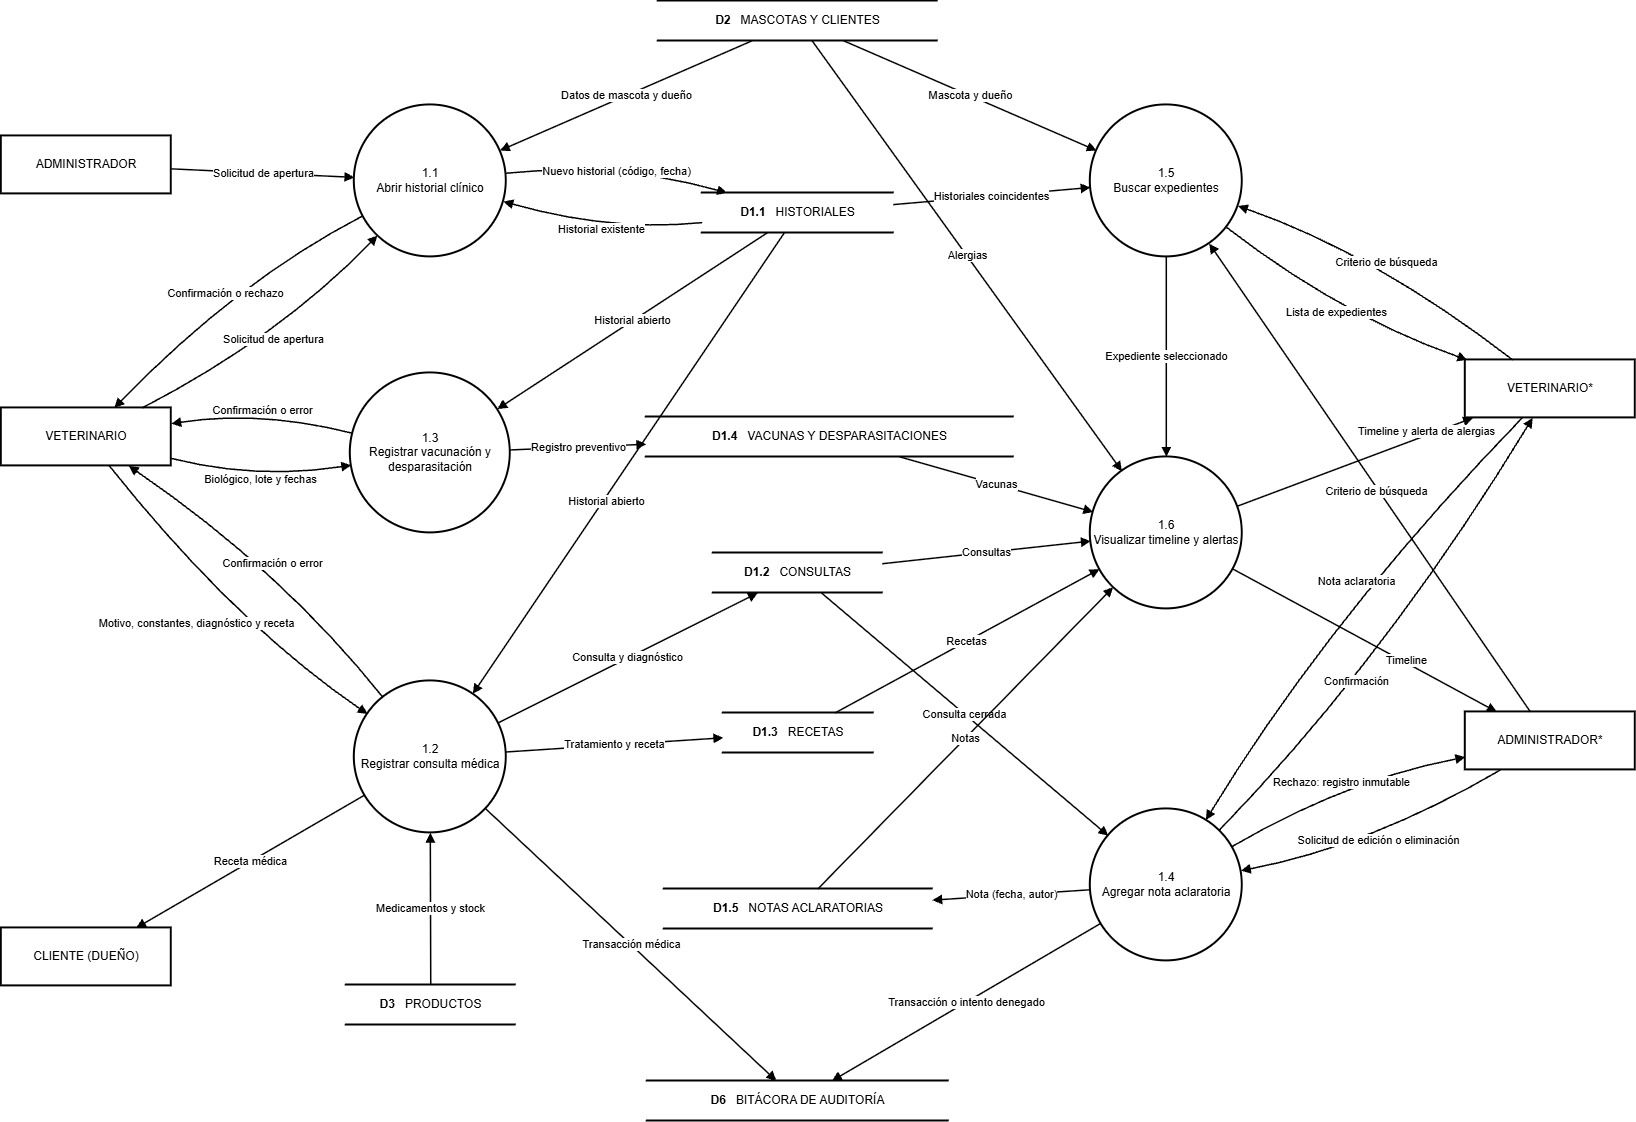 D2 MASCOTAS Y CLIENTES
Datos de mascota y dueño
Mascota y dueño
ADMINISTRADOR
Solicitud de apertura
1.1
Abrir historial clínico
Nuevo historial (código, fecha)
1.5
Buscar expedientes
D1.1 HISTORIALES
Historiales coincidentes
Historial existente
Alergias
Criterio de búsqueda
Confirmación o rechazo
Lista de expedientes
Historial abierto
Solicitud de apertura
Expediente seleccionado
VETERINARIO*
Confirmación o error
VETERINARIO
1.3
Registrar vacunación y
desparasitación
D1.4 VACUNAS Y DESPARASITACIONES
Timeline y alerta de alergias
Registro preventivo
Biológico, lote y fechas
Vacunas
Criterio de búsqueda
Historial abierto
1.6
Visualizar timeline y alertas
Consultas
Confirmación o error
D1.2 CONSULTAS
Nota aclaratoria
Motivo, constantes, diagnóstico y receta
Recetas
Consulta y diagnóstico
Timeline
Confirmación
Consulta cerrada
D1.3 RECETAS
Notas
ADMINISTRADOR*
Tratamiento y receta
1.2
Registrar consulta médica
Rechazo: registro inmutable
Solicitud de edición o eliminación
Receta médica
1.4
Agregar nota aclaratoria
Nota (fecha, autor)
Medicamentos y stock
D1.5 NOTAS ACLARATORIAS
Transacción médica
CLIENTE (DUEÑO)
D3 PRODUCTOS
Transacción o intento denegado
D6 BITÁCORA DE AUDITORÍA